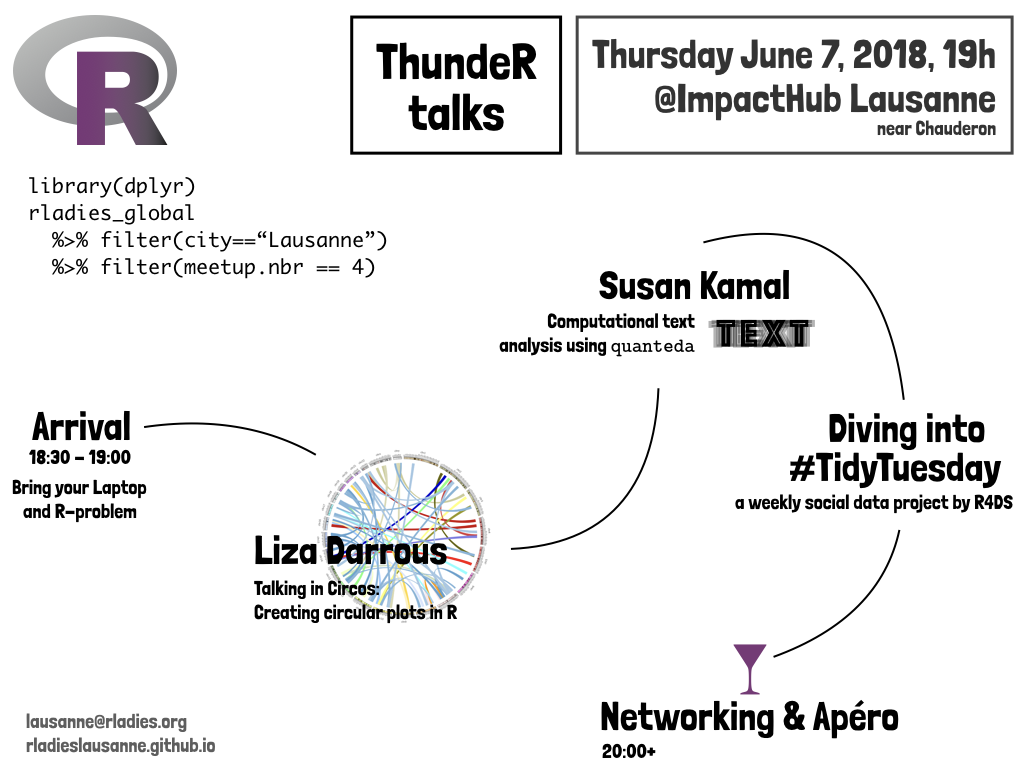 R
ThundeR
talks
Thursday June 7, 2018, 19h
@ImpactHub Lausanne
near Chauderon
library(dplyr)
rladies_global
%>% filter(city==“Lausanne”)
%>% filter(meetup.nbr == 4)
Arrival
18:30 – 19:00
Bring your Laptop
and R–problem
Liza Darrous
Talking in Circos:
Creating circular plots in R
Susan Kamal
Computational text
analysis using quanteda
TEXT
Diving into
#TidyTuesday
a weekly social data project by R4DS
Networking & Apéro
20:00+
lausanne@rladies.org
rladieslausanne.github.io